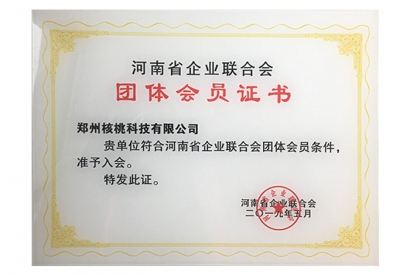 河南省企业联合会
团体会员证书
郑州核桃科技有限公司
贵单位符合河南省企业联合会团体会员条件，
准予入会。
特发此证。
河南省企业联合会
二〇一九年五月